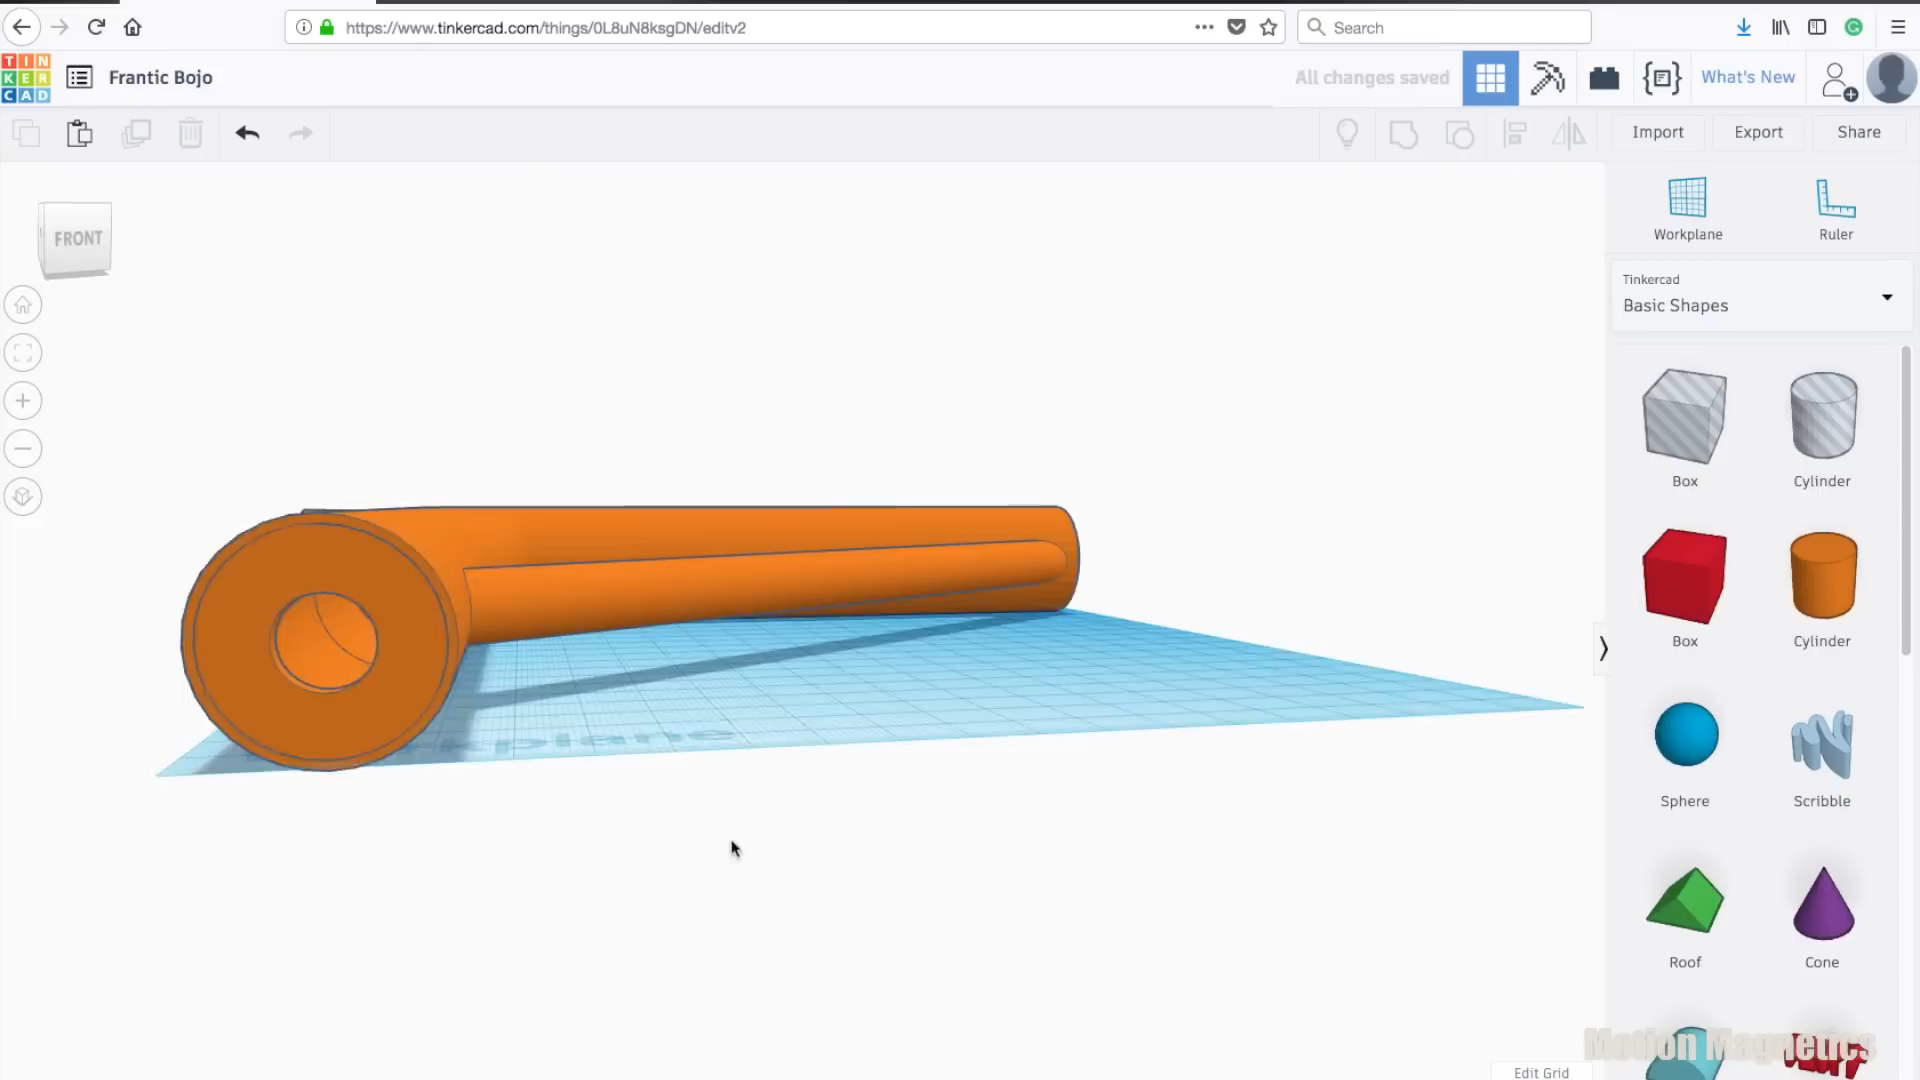 https://www.tinkercad.com/things/0L8uN8ksgDN/editv2
Search
TIN
KER
CAD
Frantic Bojo
All changes saved
What's New
Import
Export
Share
FRONT
Workplane
Ruler
Tinkercad
Basic Shapes
Box
Cylinder
Box
Cylinder
Sphere
Scribble
Roof
Cone
Motion Magnetics
Edit Grid